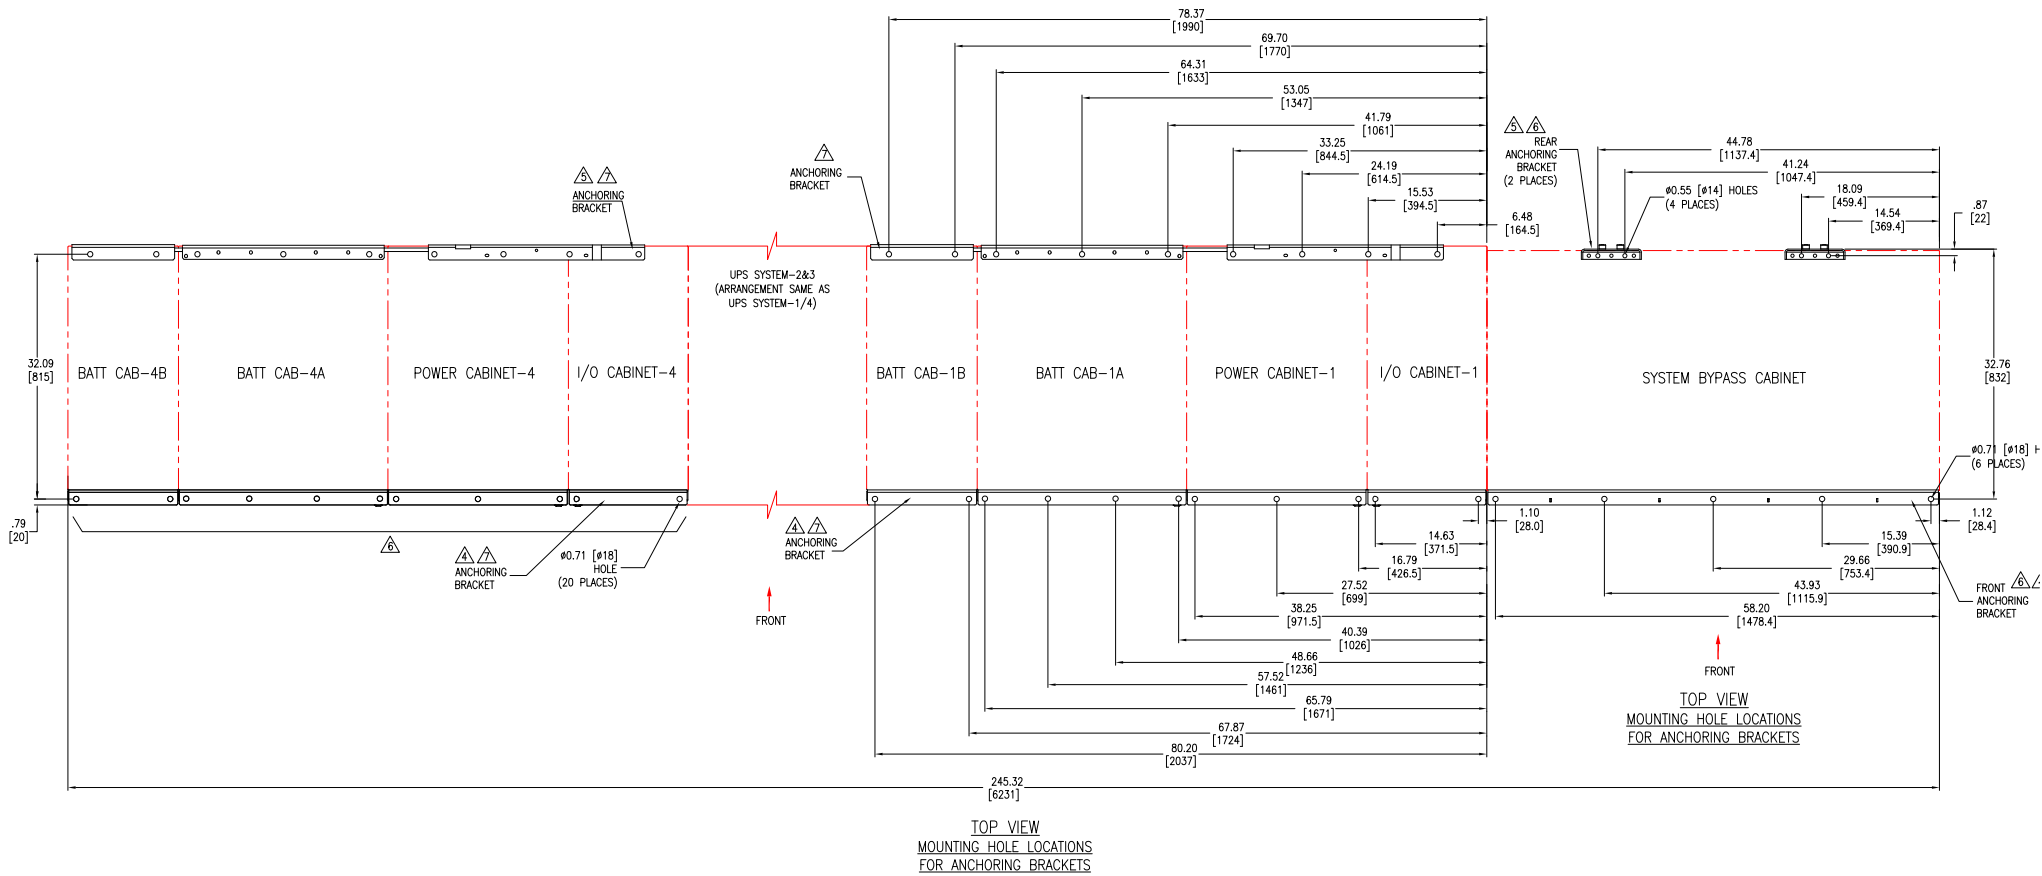 78.37
[1990]
69.70
[1770]
64.31
[1633]
53.05
[1347]
41.79
[1061]
33.25
[844.5]
24.19
[614.5]
15.53
[394.5]
6.48
[164.5]
5 6
REAR
ANCHORING
BRACKET
(2 PLACES)
44.78
[1137.4]
41.24
[1047.4]
ø0.55 [ø14] HOLES
(4 PLACES)
18.09
[459.4]
14.54
[369.4]
.87
[22]
7
ANCHORING
BRACKET
5 7
ANCHORING
BRACKET
UPS SYSTEM-2&3
(ARRANGEMENT SAME AS
UPS SYSTEM-1/4)
32.09
[815]
BATT CAB-4B
BATT CAB-4A
POWER CABINET-4
I/O CABINET-4
BATT CAB-1B
BATT CAB-1A
POWER CABINET-1
I/O CABINET-1
SYSTEM BYPASS CABINET
32.76
[832]
ø0.71 [ø18] H
(6 PLACES)
.79
[20]
6
4 7
ANCHORING
BRACKET
ø0.71 [ø18]
HOLE
(20 PLACES)
4 7
ANCHORING
BRACKET
FRONT
1.10
[28.0]
14.63
[371.5]
16.79
[426.5]
27.52
[699]
38.25
[971.5]
40.39
[1026]
48.66
[1236]
57.52
[1461]
65.79
[1671]
67.87
[1724]
80.20
[2037]
1.12
[28.4]
15.39
[390.9]
29.66
[753.4]
43.93
[1115.9]
58.20
[1478.4]
FRONT 6
ANCHORING
BRACKET
FRONT
TOP VIEW
MOUNTING HOLE LOCATIONS
FOR ANCHORING BRACKETS
245.32
[6231]
TOP VIEW
MOUNTING HOLE LOCATIONS
FOR ANCHORING BRACKETS